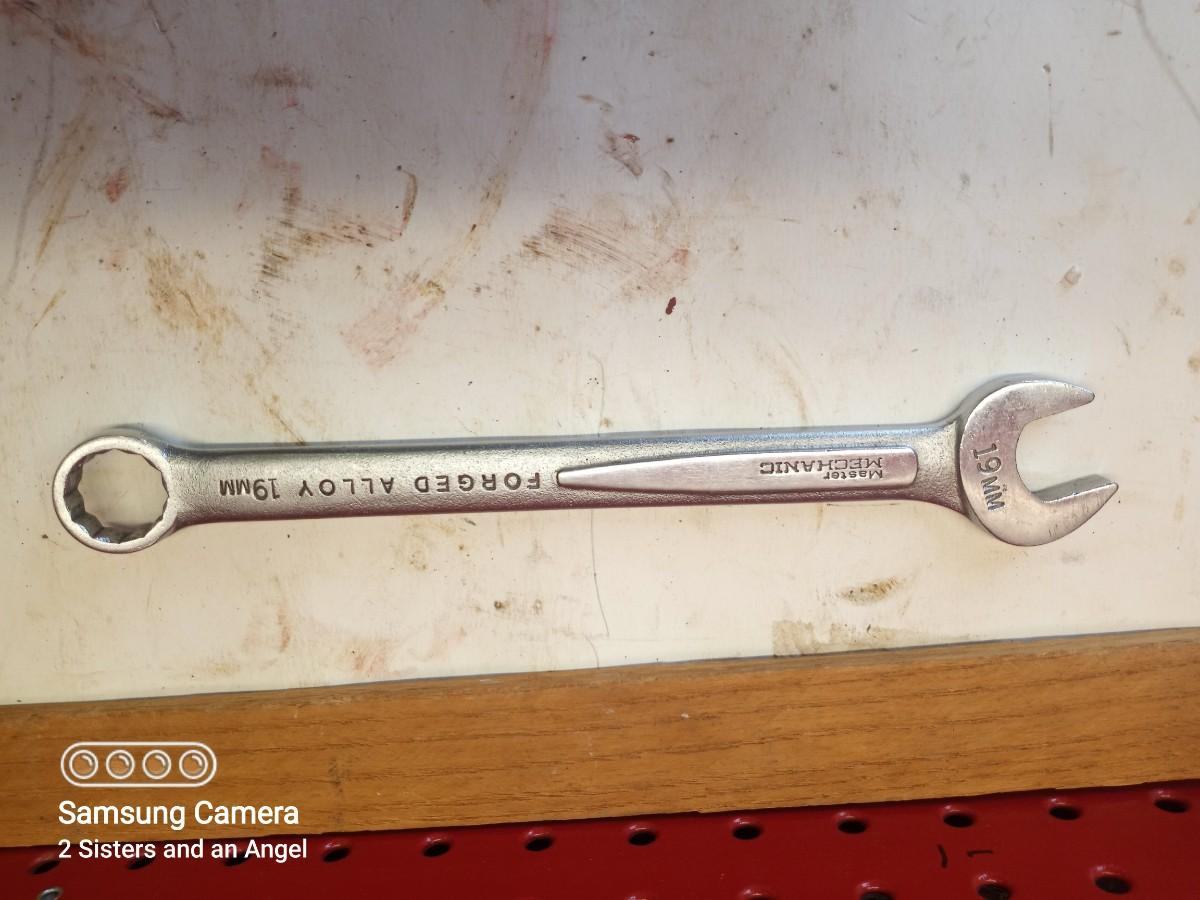 Master
MECHANIC
FORGED ALLOY 19MM
19MM
Samsung Camera
2 Sisters and an Angel